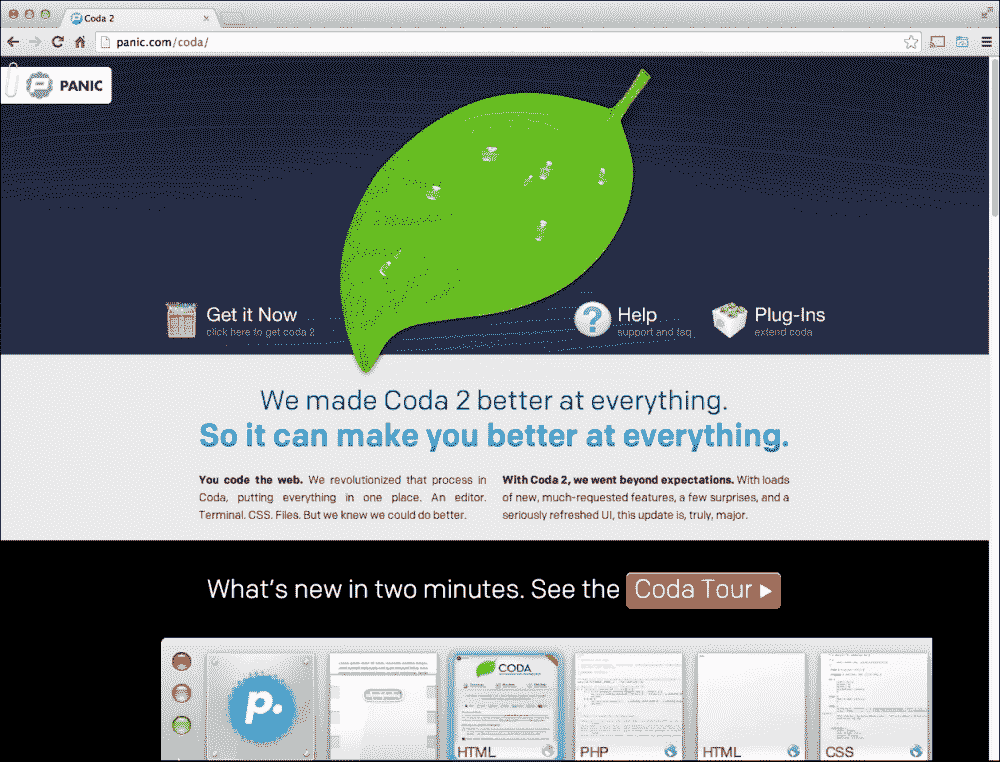 Coda 2
panic.com/coda/
PANIC
Get it Now
click here to get coda 2
Help
support and faq
Plug-Ins
extend coda
We made Coda 2 better at everything.
So it can make you better at everything.
You code the web. We revolutionized that process in
Coda, putting everything in one place. An editor.
Terminal. CSS. Files. But we knew we could do better.
With Coda 2, we went beyond expectations. With loads
of new, much-requested features, a few surprises, and a
seriously refreshed UI, this update is, truly, major.
What's new in two minutes. See the Coda Tour
p.
CODA
HTML
PHP
HTML
CSS